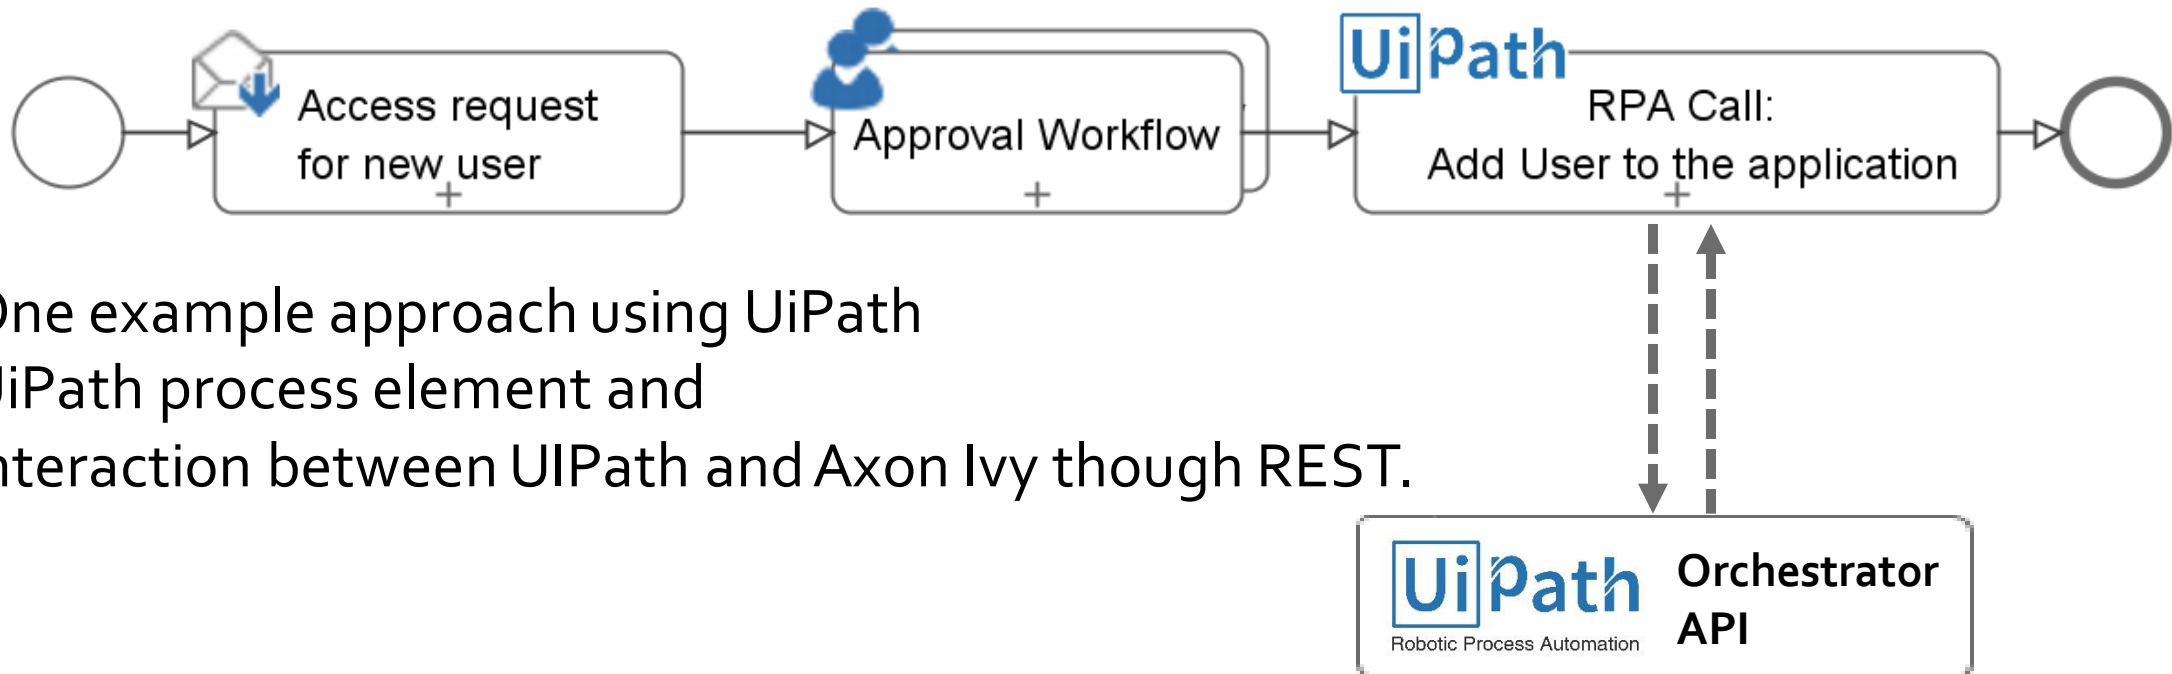 UiPath
Access request
for new user
Approval Workflow
RPA Call:
Add User to the application
ne example approach using UiPath
iPath process element and
nteraction between UIPath and Axon Ivy though REST.
UiPath
Robotic Process Automation
Orchestrator
API